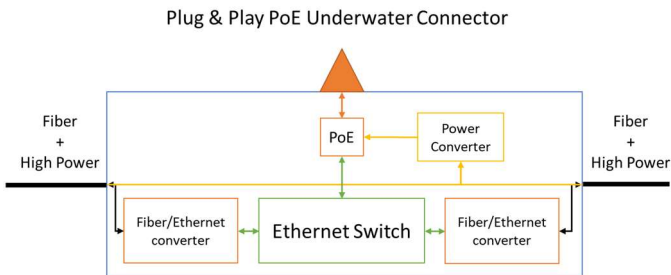 Plug & Play PoE Underwater Connector
Fiber
+
High Power
PoE
Power
Converter
Fiber
+
High Power
Fiber/Ethernet
converter
Ethernet Switch
Fiber/Ethernet
converter